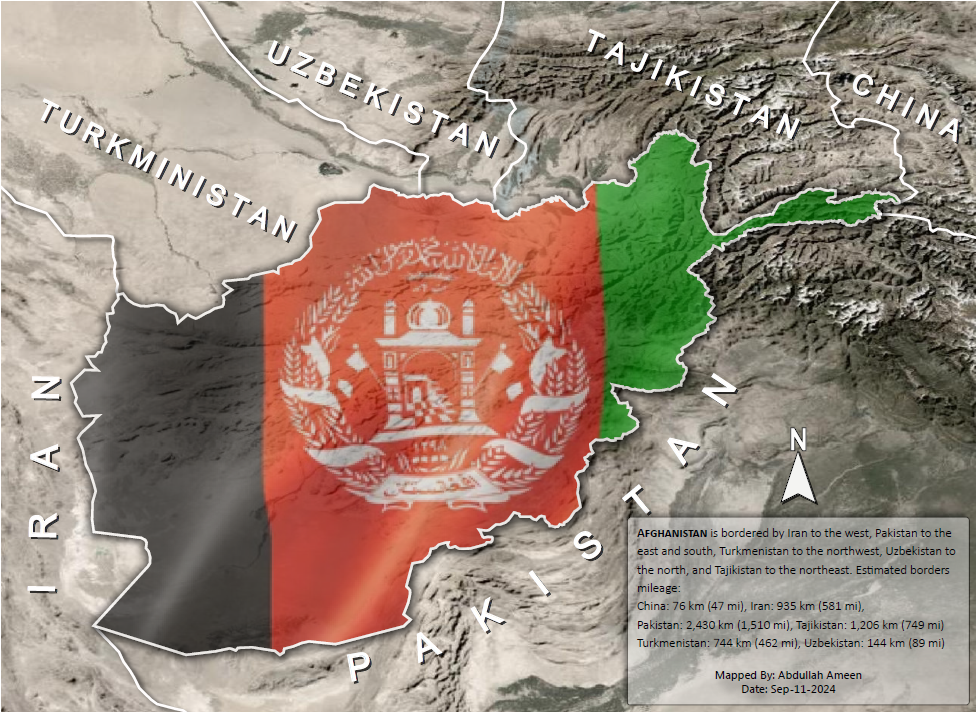 UZBEKISTAN
TAJIKISTAN
CHINA
TURKMINISTAN
IRAN
PAKISTAN
N
AFGHANISTAN is bordered by Iran to the west, Pakistan to the
east and south, Turkmenistan to the northwest, Uzbekistan to
the north, and Tajikistan to the northeast. Estimated borders
mileage:
China: 76 km (47 mi), Iran: 935 km (581 mi),
Pakistan: 2,430 km (1,510 mi), Tajikistan: 1,206 km (749 mi)
Turkmenistan: 744 km (462 mi), Uzbekistan: 144 km (89 mi)
Mapped By: Abdullah Ameen
Date: Sep-11-2024